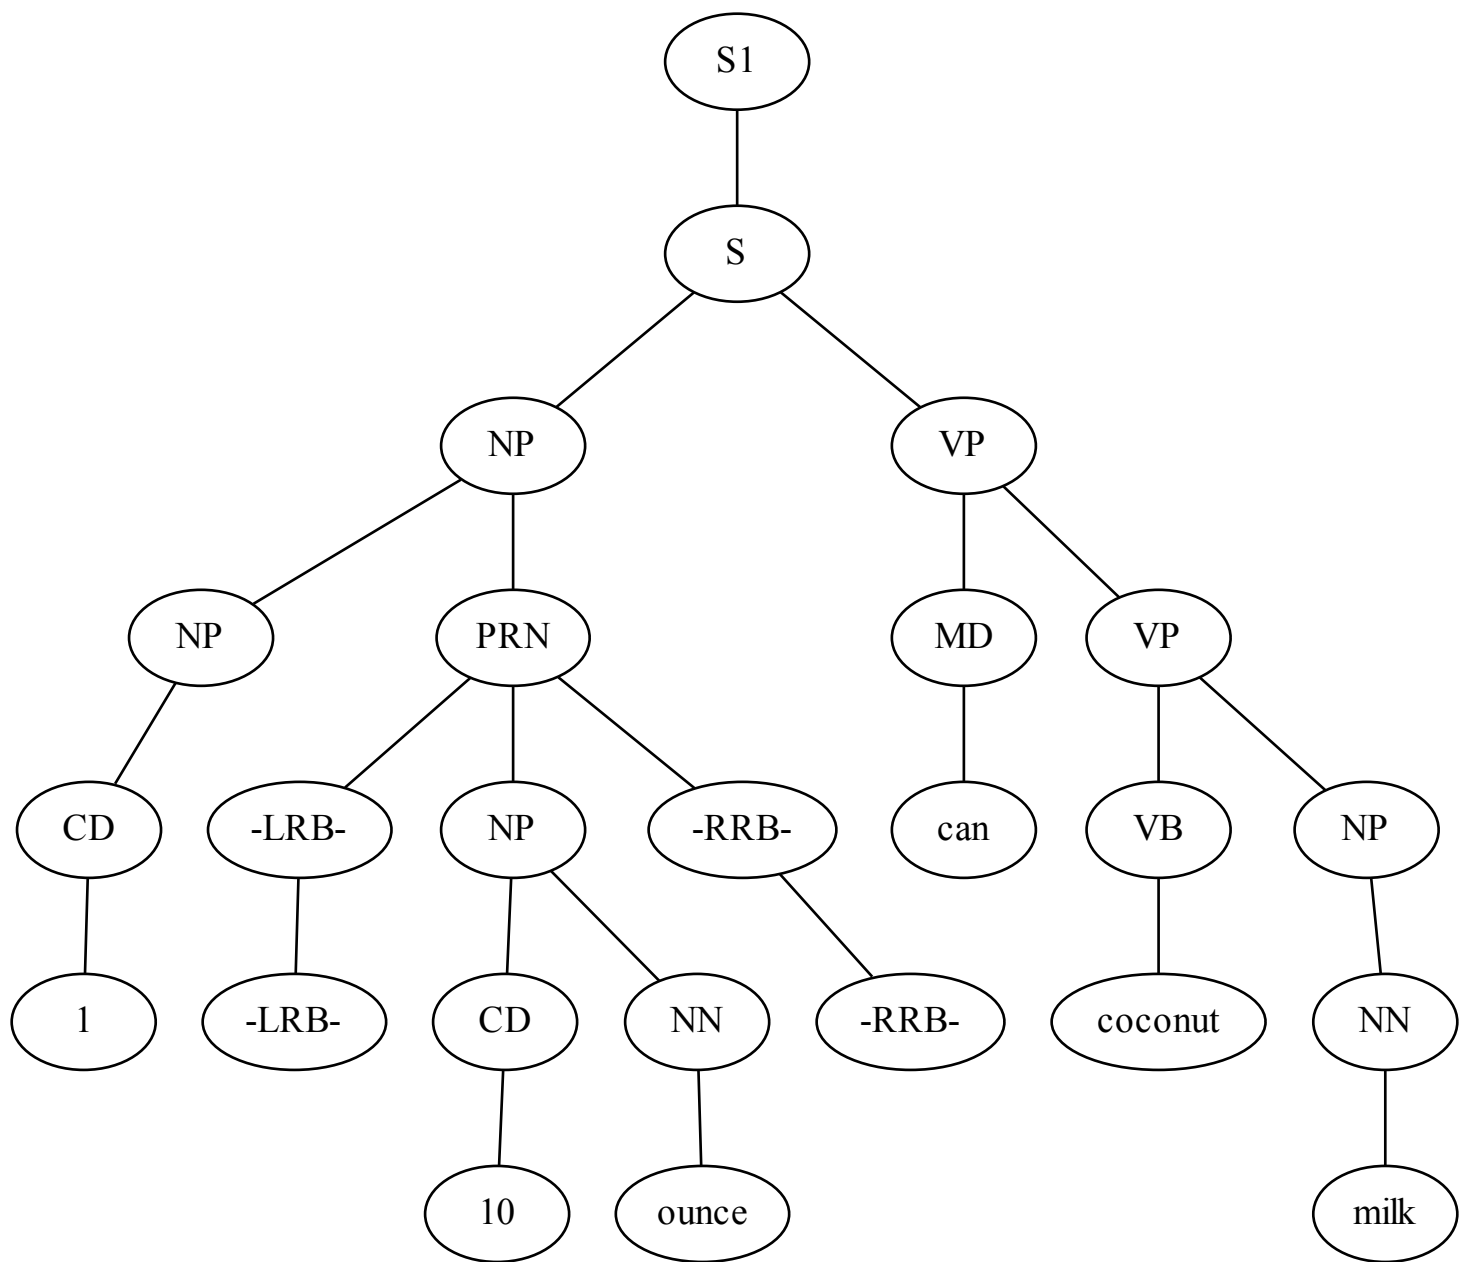 S1
S
NP VP
NP PRN MD VP
CD -LRB- NP -RRB- can VB NP
1 -LRB- CD NN -RRB- coconut NN
10 ounce milk